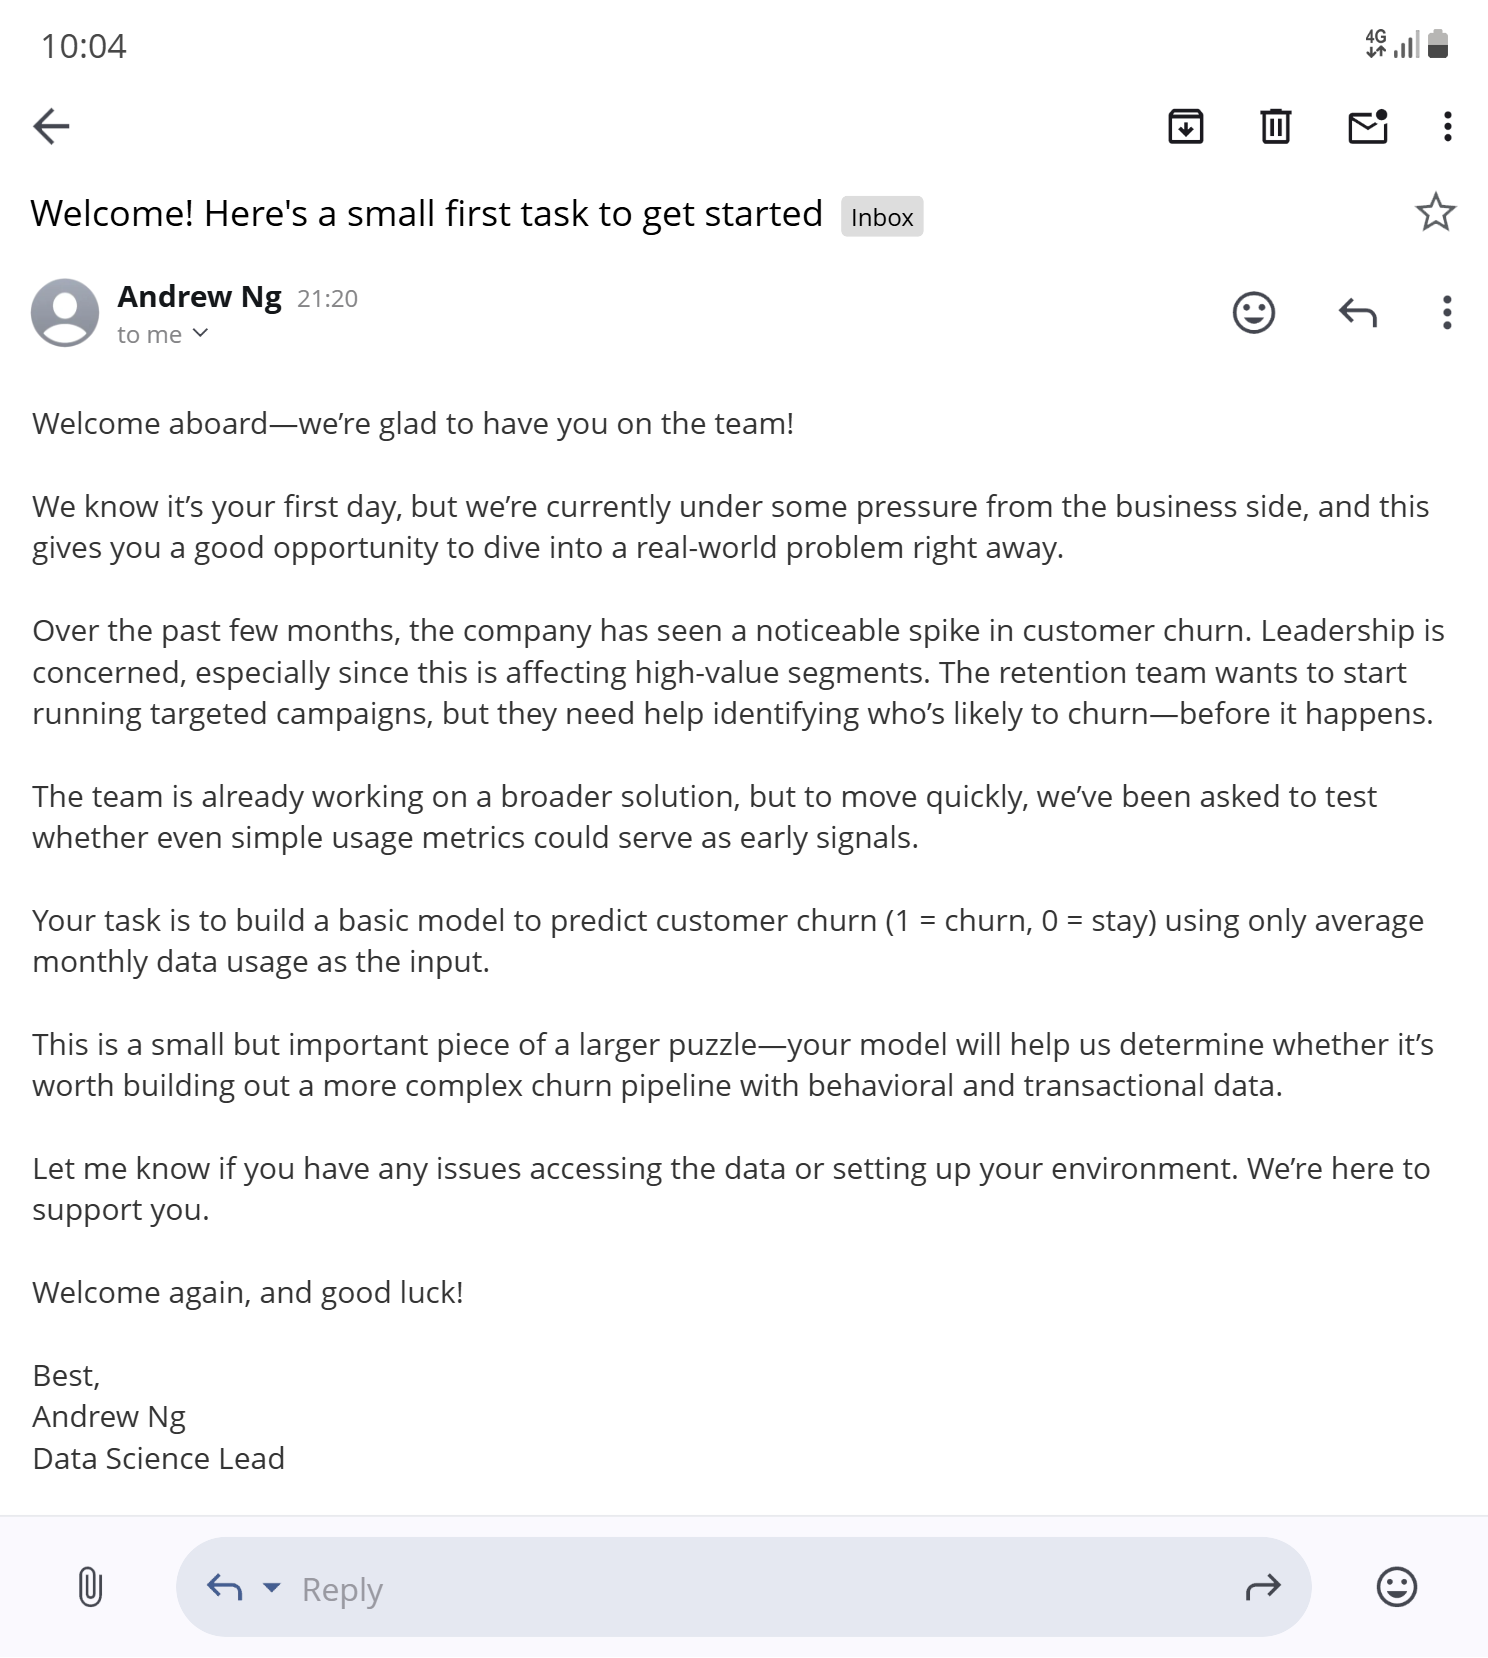 10:04
4G
Welcome! Here's a small first task to get started Inbox
Andrew Ng 21:20
to me
Welcome aboard—we’re glad to have you on the team!
We know it’s your first day, but we’re currently under some pressure from the business side, and this
gives you a good opportunity to dive into a real-world problem right away.
Over the past few months, the company has seen a noticeable spike in customer churn. Leadership is
concerned, especially since this is affecting high-value segments. The retention team wants to start
running targeted campaigns, but they need help identifying who’s likely to churn—before it happens.
The team is already working on a broader solution, but to move quickly, we’ve been asked to test
whether even simple usage metrics could serve as early signals.
Your task is to build a basic model to predict customer churn (1 = churn, 0 = stay) using only average
monthly data usage as the input.
This is a small but important piece of a larger puzzle—your model will help us determine whether it’s
worth building out a more complex churn pipeline with behavioral and transactional data.
Let me know if you have any issues accessing the data or setting up your environment. We’re here to
support you.
Welcome again, and good luck!
Best,
Andrew Ng
Data Science Lead
Reply